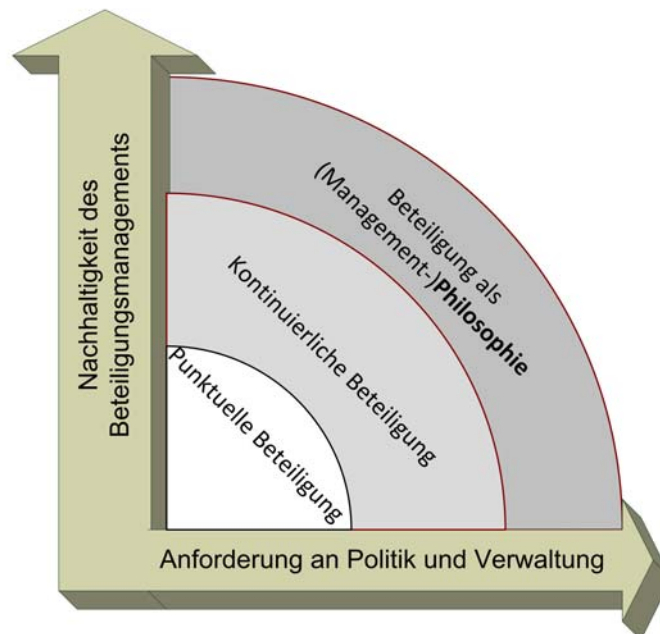 Nachhaltigkeit des
Beteiligungsmanagements
Beteiligung als
(Management-)Philosophie
Kontinuierliche Beteiligung
Punktuelle Beteiligung
Anforderung an Politik und Verwaltung